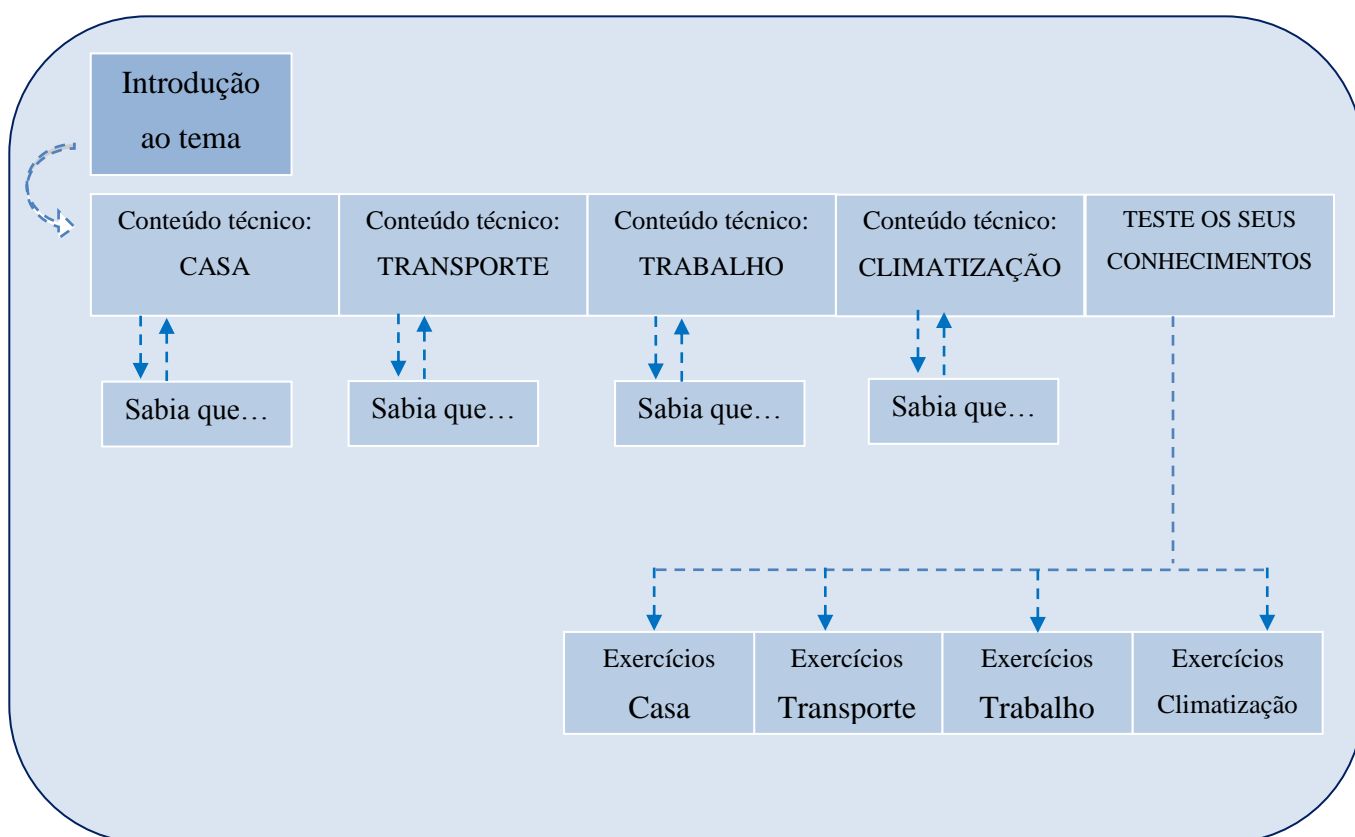 Introdução
ao tema
Conteúdo técnico:
CASA
Conteúdo técnico:
TRANSPORTE
Conteúdo técnico:
TRABALHO
Conteúdo técnico:
CLIMATIZAÇÃO
TESTE OS SEUS
CONHECIMENTOS
Sabia que…
Sabia que…
Sabia que…
Sabia que…
Exercícios
Casa
Exercícios
Transporte
Exercícios
Trabalho
Exercícios
Climatização